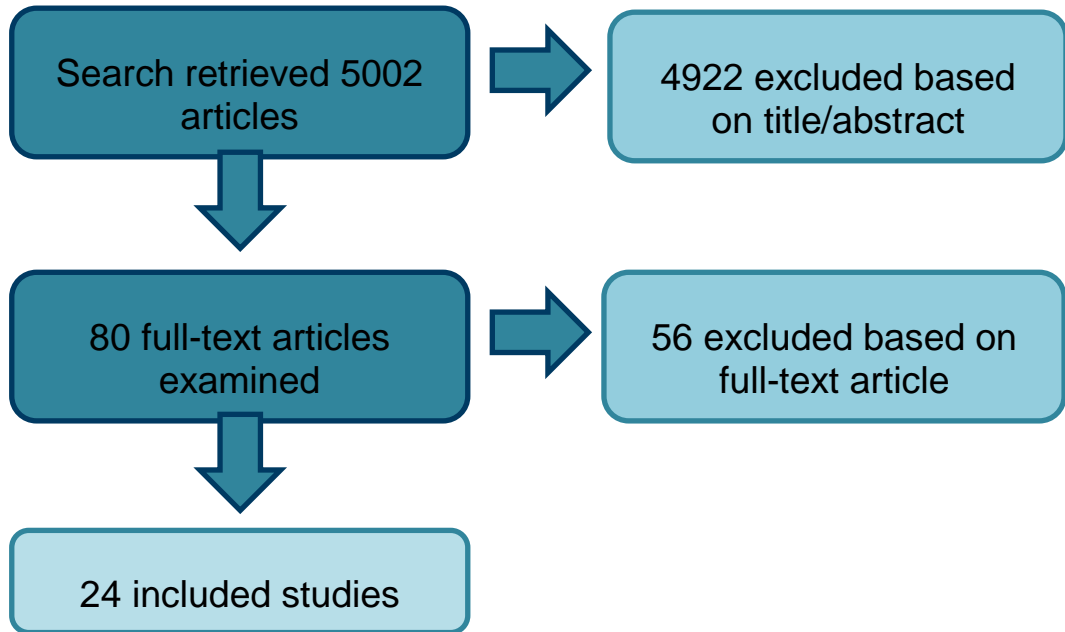 Search retrieved 5002
articles
4922 excluded based
on title/abstract
80 full-text articles
examined
56 excluded based on
full-text article
24 included studies